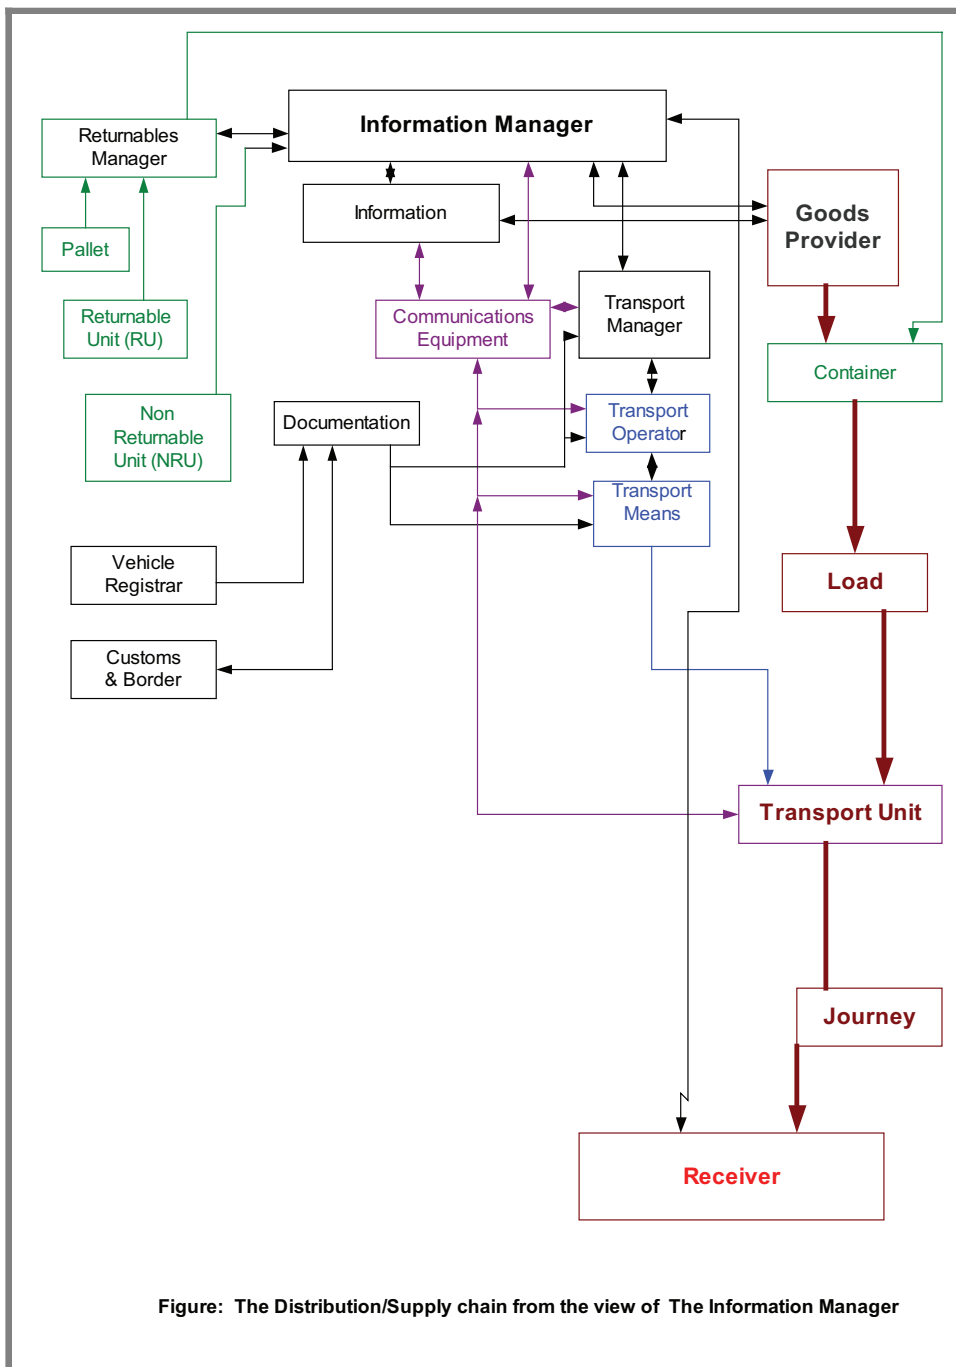 Information Manager
Returnables
Manager
Information
Goods
Provider
Pallet
Returnable
Unit (RU)
Communications
Equipment
Transport
Manager
Container
Non
Returnable
Unit (NRU)
Documentation
Transport
Operator
Transport
Means
Vehicle
Registrar
Load
Customs
& Border
Transport Unit
Journey
Receiver
Figure: The Distribution/Supply chain from the view of The Information Manager